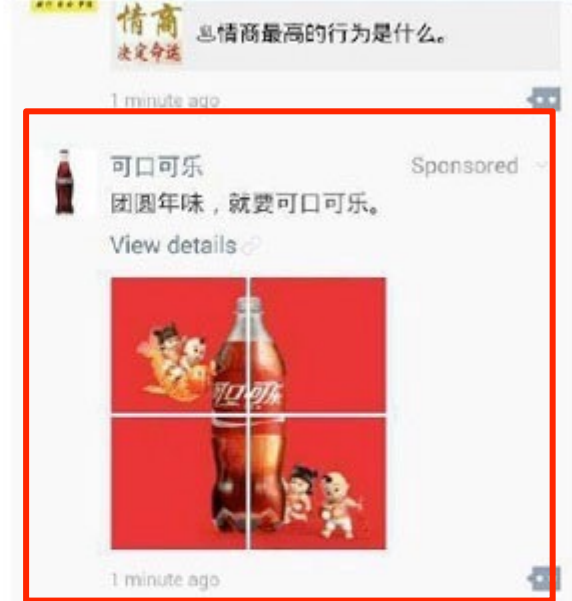 情商
决定命运
情商最高的行为是什么。
1 minute ago
可口可乐
Sponsored
团圆年味，就要可口可乐。
View details
可口可乐
1 minute ago